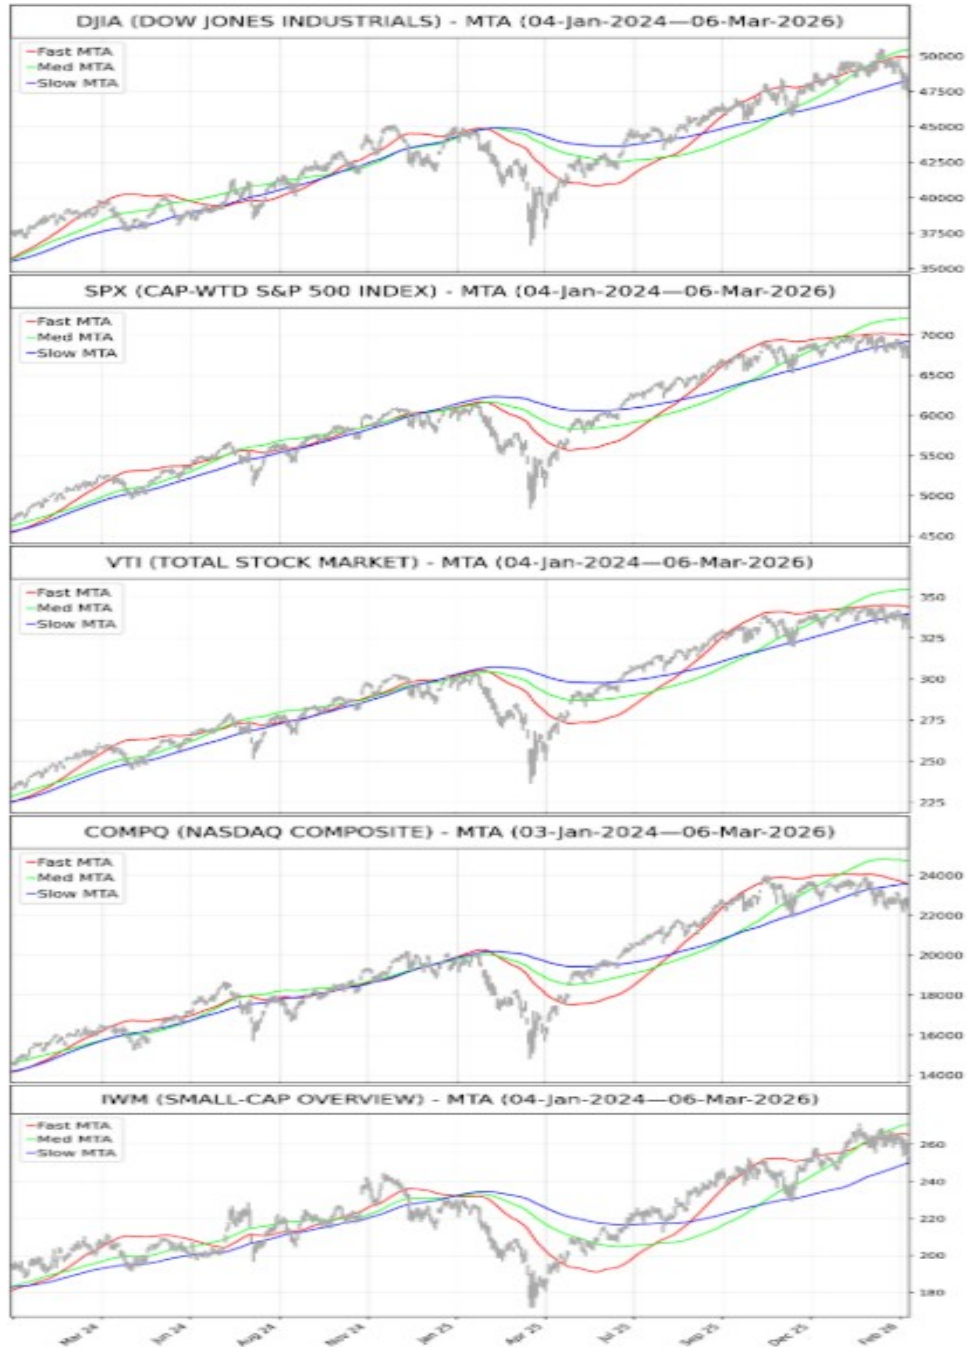 DJIA (DOW JONES INDUSTRIALS) - MTA (04-Jan-2024—06-Mar-2026)
Fast MTA
Med MTA
Slow MTA
50000
47500
45000
42500
40000
37500
35000
SPX (CAP-WTD S&P 500 INDEX) - MTA (04-Jan-2024—06-Mar-2026)
Fast MTA
Med MTA
Slow MTA
7000
6500
6000
5500
5000
4500
VTI (TOTAL STOCK MARKET) - MTA (04-Jan-2024—06-Mar-2026)
Fast MTA
Med MTA
Slow MTA
350
325
300
275
250
225
COMPQ (NASDAQ COMPOSITE) - MTA (03-Jan-2024—06-Mar-2026)
Fast MTA
Med MTA
Slow MTA
24000
22000
20000
18000
16000
14000
IWM (SMALL-CAP OVERVIEW) - MTA (04-Jan-2024—06-Mar-2026)
Fast MTA
Med MTA
Slow MTA
260
240
220
200
180
Mar 24 Jun 24 Aug 24 Nov 24 Jan 25 Apr 25 Jul 25 Sep 25 Dec 25 Feb 26